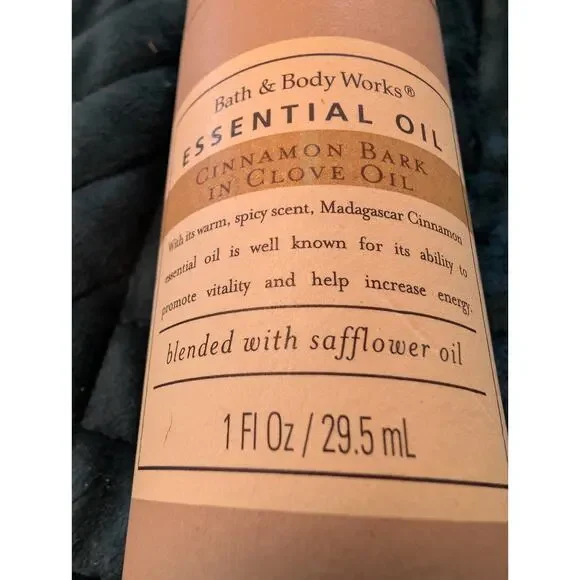 Bath & Body Works®
ESSENTIAL OIL
CINNAMON BARK
IN CLOVE OIL
With its warm, spicy scent, Madagascar Cinnamon
essential oil is well known for its ability to
promote vitality and help increase energy.
blended with safflower oil
1 Fl Oz / 29.5 mL